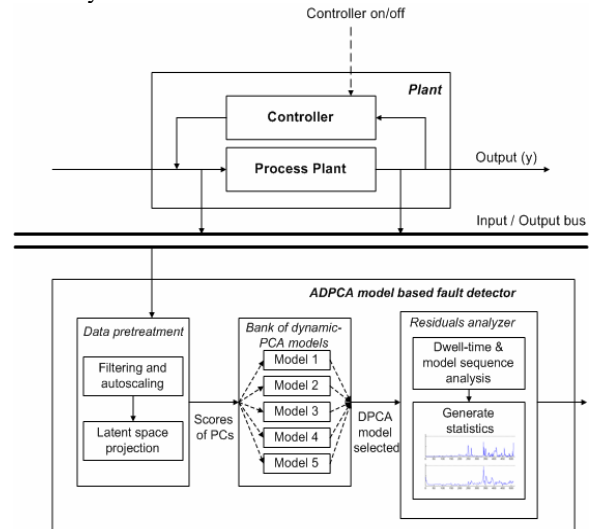 Controller on/off
Plant
Controller
Process Plant
Output (y)
Input / Output bus
ADPCA model based fault detector
Data pretreatment
Filtering and
autoscaling
Latent space
projection
Scores
of PCs
Bank of dynamic-
PCA models
Model 1
Model 2
Model 3
Model 4
Model 5
DPCA
model
selected
Residuals analyzer
Dwell-time &
model sequence
analysis
Generate
statistics